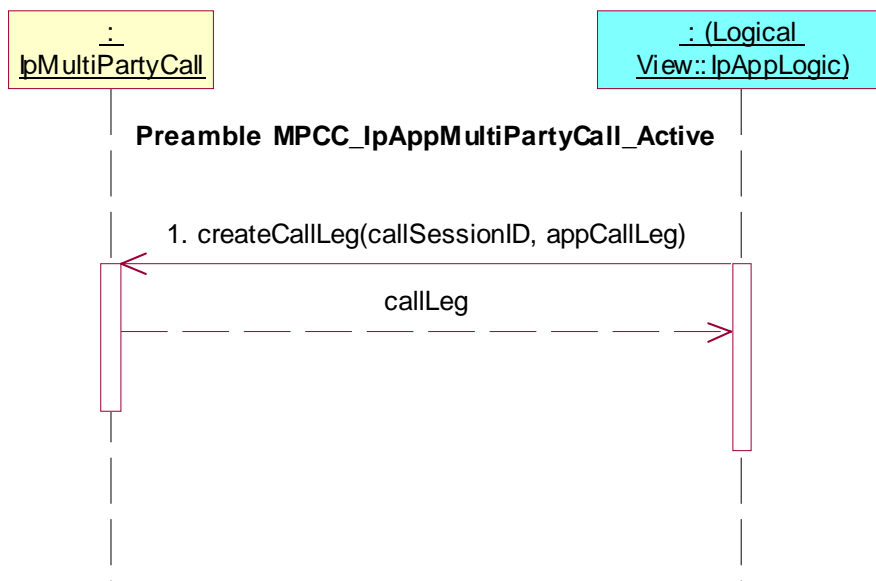 :
IpMultiPartyCall
: (Logical
View::IpAppLogic)
Preamble MPCC_IpAppMultiPartyCall_Active
1. createCallLeg(callSessionID, appCallLeg)
callLeg